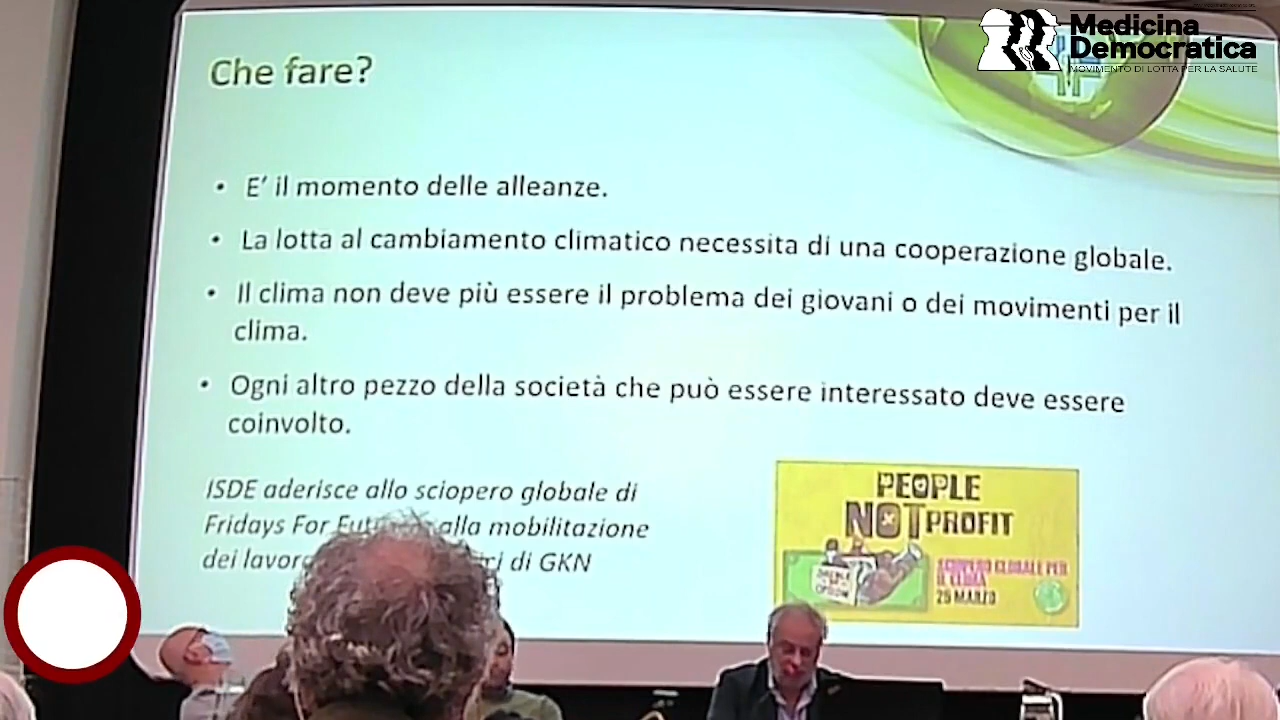 Medicina
Democratica
MOVIMENTO DI LOTTA PER LA SALUTE
Che fare?
• E' il momento delle alleanze.
• La lotta al cambiamento climatico necessita di una cooperazione globale.
• Il clima non deve più essere il problema dei giovani o dei movimenti per il
clima.
• Ogni altro pezzo della società che può essere interessato deve essere
coinvolto.
ISDE aderisce allo sciopero globale di
Fridays For alla mobilitazione
dei di GKN
PEOPLE
NOT PROFIT
SCIOPERO GLOBALE PER
IL CLIMA
25 MARZO